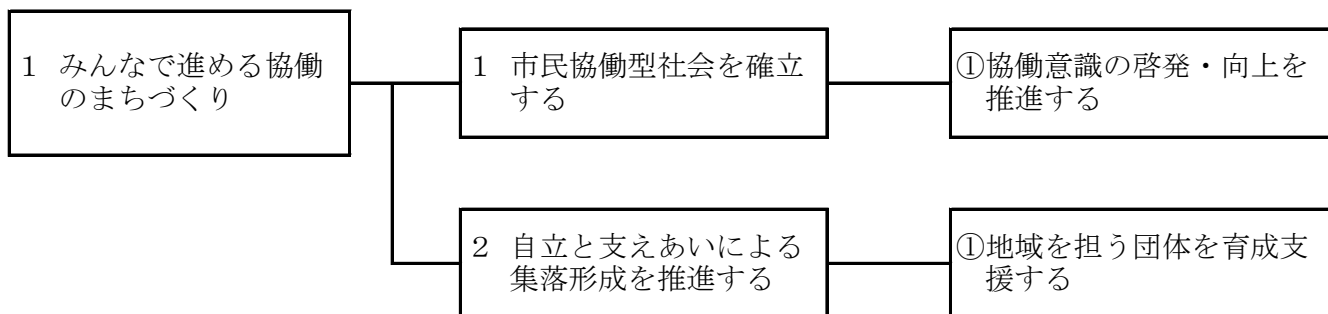 1 みんなで進める協働
のまちづくり
1 市民協働型社会を確立
する
①協働意識の啓発・向上を
推進する
2 自立と支えあいによる
集落形成を推進する
①地域を担う団体を育成支
援する